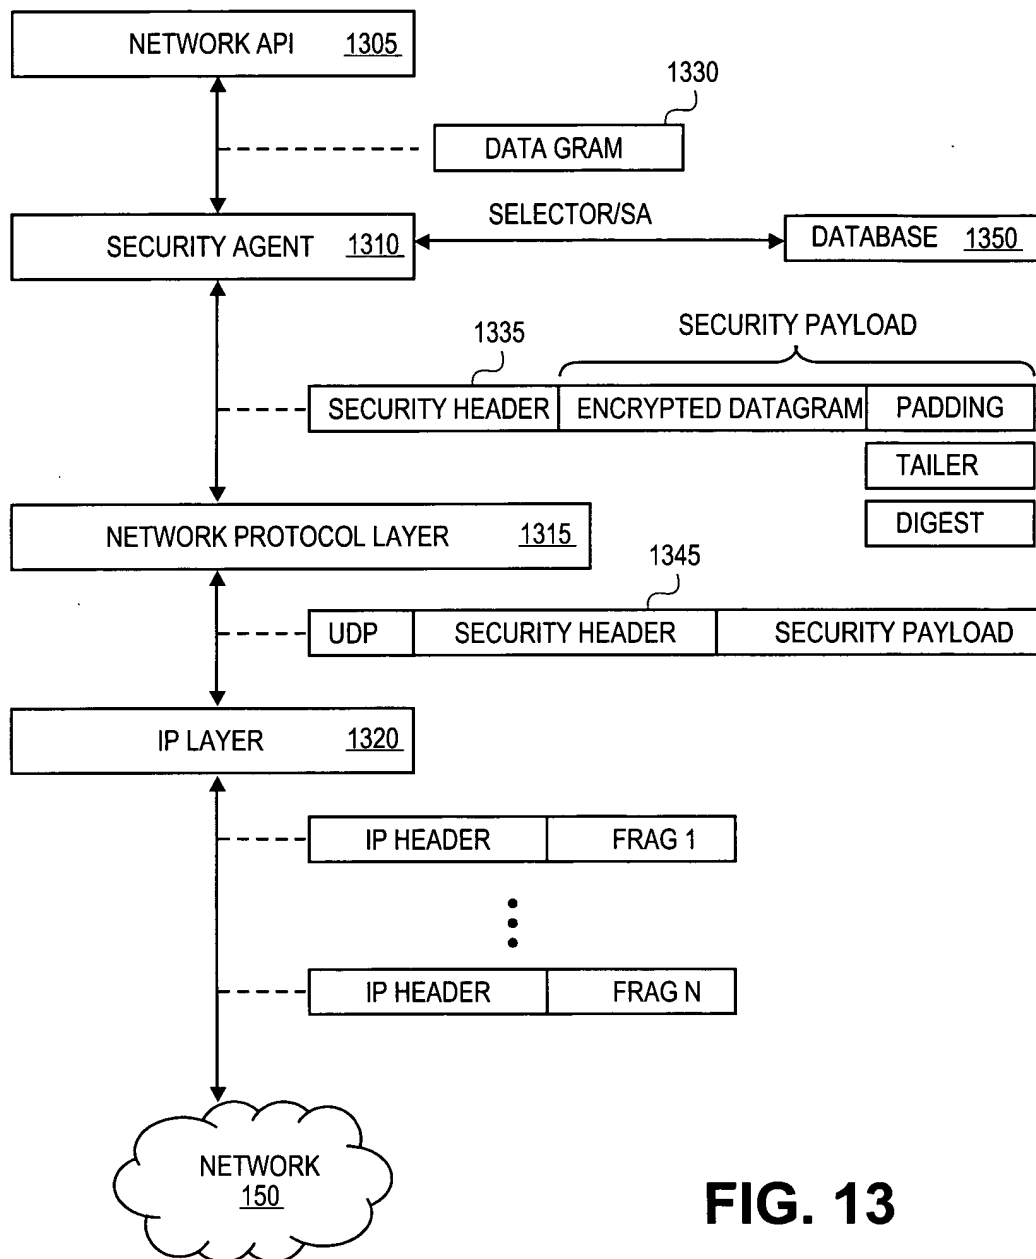 NETWORK API 1305
1330
DATA GRAM
SELECTOR/SA
SECURITY AGENT 1310
DATABASE 1350
SECURITY PAYLOAD
1335
SECURITY HEADER ENCRYPTED DATAGRAM PADDING
TAILER
DIGEST
NETWORK PROTOCOL LAYER 1315
1345
UDP SECURITY HEADER SECURITY PAYLOAD
IP LAYER 1320
IP HEADER FRAG 1
IP HEADER FRAG N
NETWORK
150
FIG. 13